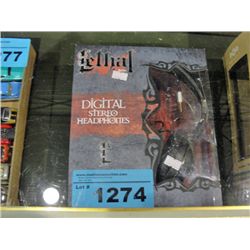 77
Lethal
DIGITAL
STEREO
HEADPHONES
Lot #
1274